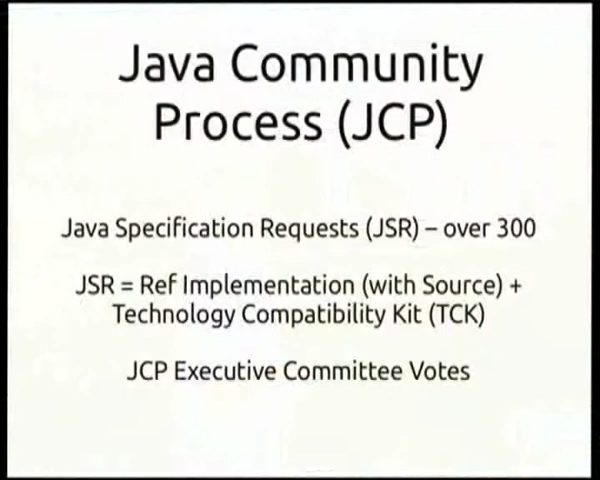 Java Community
Process (JCP)
Java Specification Requests (JSR) – over 300
JSR = Ref Implementation (with Source) +
Technology Compatibility Kit (TCK)
JCP Executive Committee Votes